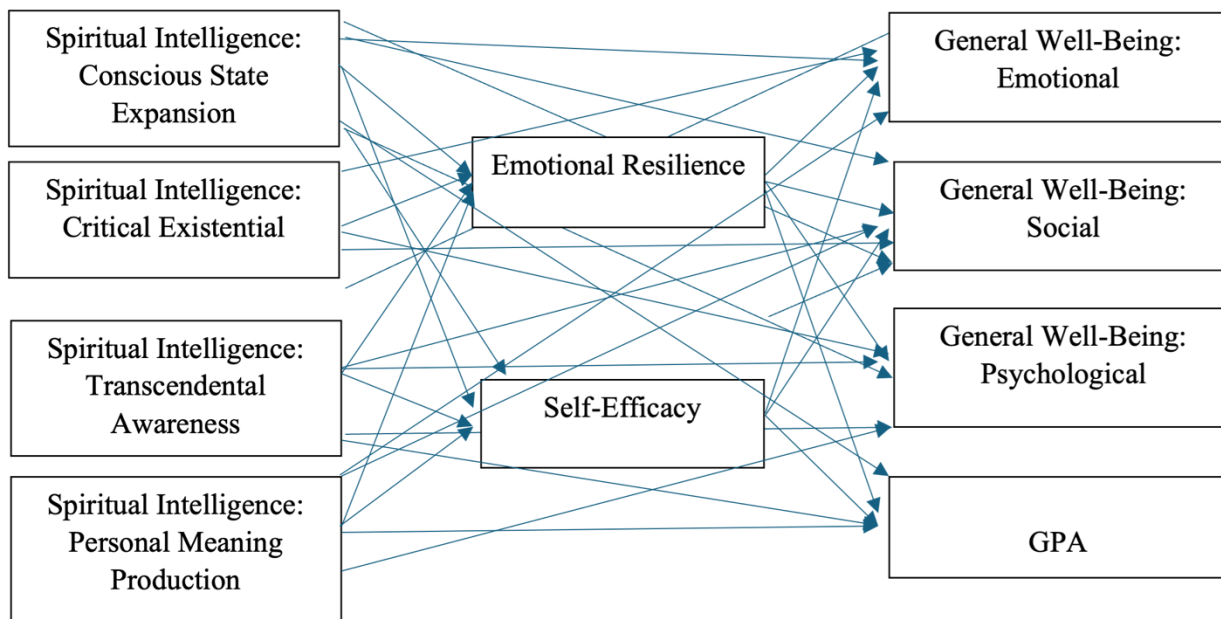 Spiritual Intelligence:
Conscious State
Expansion
Spiritual Intelligence:
Critical Existential
Spiritual Intelligence:
Transcendental
Awareness
Spiritual Intelligence:
Personal Meaning
Production
Emotional Resilience
Self-Efficacy
General Well-Being:
Emotional
General Well-Being:
Social
General Well-Being:
Psychological
GPA